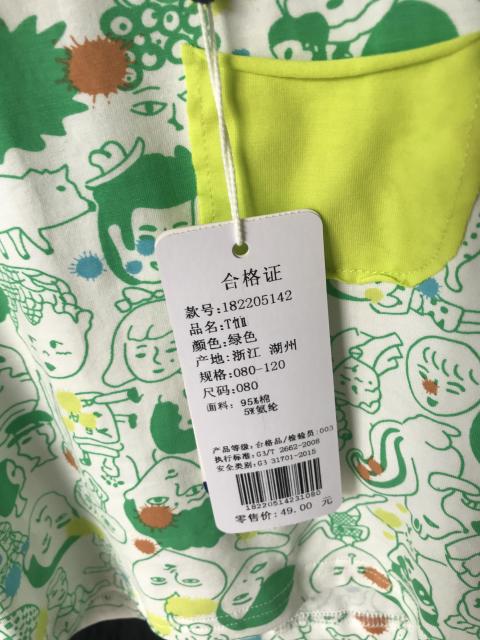 合格证
款号:182205142
品名:T恤
颜色:绿色
产地:浙江 湖州
规格:080-120
尺码:080
面料: 95%棉
5%氨纶
产品等级:合格品/检验员:003
执行标准:G3/T 2662-2008
安全类别:G3 31701-2015
18220514231080
零售价:49.00 元